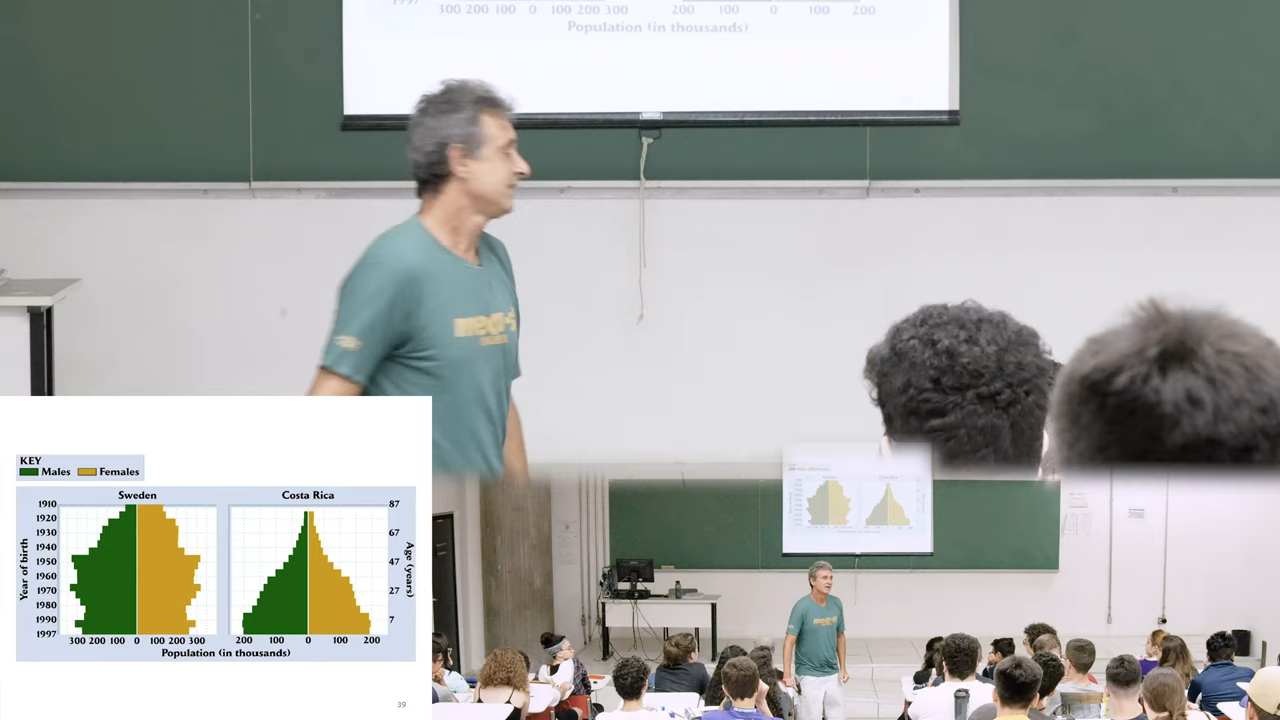 1997
300 200 100 0 100 200 300 200 100 0 100 200
Population (in thousands)
KEY
Males Females
Sweden Costa Rica
1910 87
1920
1930 67
1940
1950 47
1960
1970 27
1980
1990 7
1997
Year of birth
Age (years)
300 200 100 0 100 200 300 200 100 0 100 200
Population (in thousands)
39